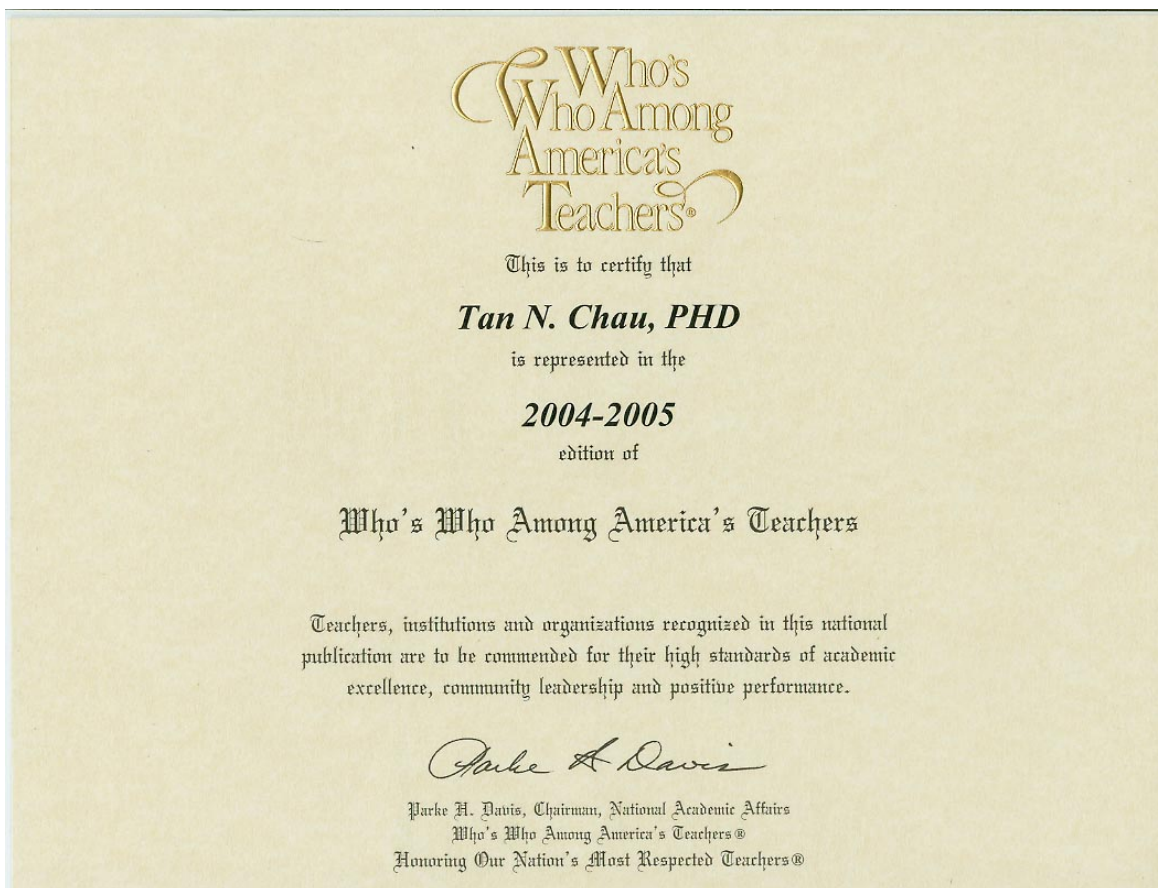 Who's
Who Among
America's
Teachers®
This is to certify that
Tan N. Chau, PHD
is represented in the
2004-2005
edition of
Who's Who Among America's Teachers
Teachers, institutions and organizations recognized in this national
publication are to be commended for their high standards of academic
excellence, community leadership and positive performance.
Parke H Davis
Parke H. Davis, Chairman, National Academic Affairs
Who's Who Among America's Teachers®
Honoring Our Nation's Most Respected Teachers®